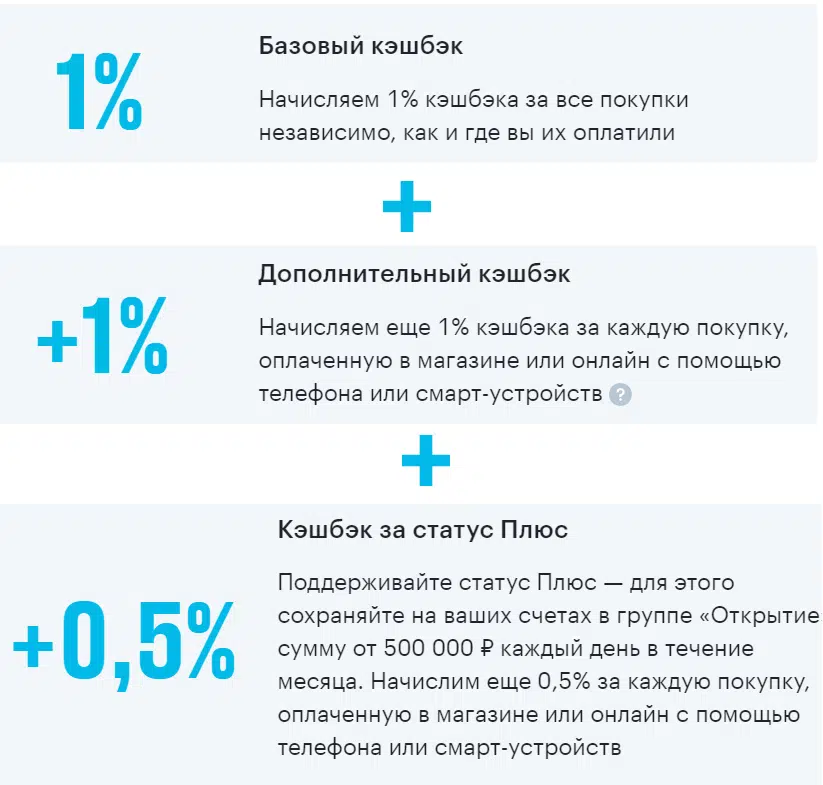 1%
Базовый кэшбэк
Начисляем 1% кэшбэка за все покупки
независимо, как и где вы их оплатили
+
+1%
Дополнительный кэшбэк
Начисляем еще 1% кэшбэка за каждую покупку,
оплаченную в магазине или онлайн с помощью
телефона или смарт-устройств ?
+
+0,5%
Кэшбэк за статус Плюс
Поддерживайте статус Плюс — для этого
сохраняйте на ваших счетах в группе «Открытие
сумму от 500 000 ₽ каждый день в течение
месяца. Начислим еще 0,5% за каждую покупку,
оплаченную в магазине или онлайн с помощью
телефона или смарт-устройств